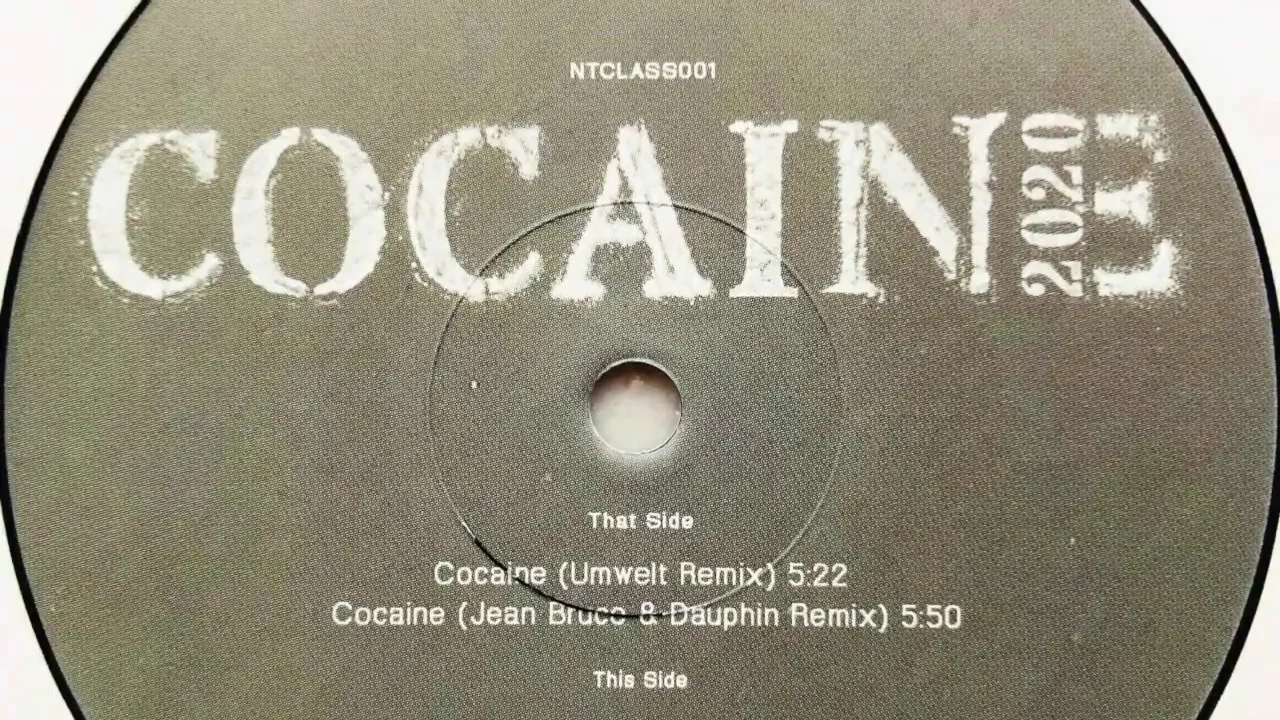 NTCLASS001
COCAINE 2020
That Side
Cocaine (Umwelt Remix) 5:22
Cocaine (Jean Bruce & Dauphin Remix) 5:50
This Side